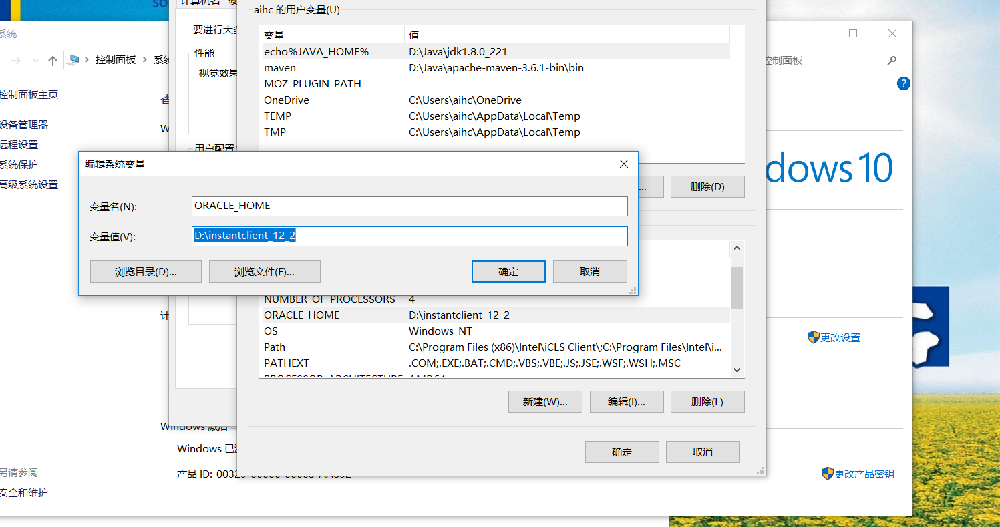 SO
计算机名
aihc 的用户变量(U)
系统
要进行大多
变量 值
性能
echo%JAVA_HOME% D:\Java\jdk1.8.0_221
控制面板 系统
控制面板
视觉效果
maven D:\Java\apache-maven-3.6.1-bin\bin
MOZ_PLUGIN_PATH
控制面板主页
查
OneDrive C:\Users\aihc\OneDrive
TEMP C:\Users\aihc\AppData\Local\Temp
设备管理器
W
TMP C:\Users\aihc\AppData\Local\Temp
远程设置
用户配置
系统保护
编辑系统变量
dows 10
高级系统设置
... 删除(D)
变量名(N): ORACLE_HOME
变量值(V): D:\instantclient_12_2
浏览目录(D)... 浏览文件(F)... 确定 取消
NUMBER_OF_PROCESSORS 4
计
ORACLE_HOME D:\instantclient_12_2
OS Windows_NT
更改设置
Path C:\Program Files (x86)\Intel\iCLS Client\;C:\Program Files\Intel\i...
PATHEXT .COM;.EXE;.BAT;.CMD;.VBS;.VBE;.JS;.JSE;.WSF;.WSH;.MSC
PROCESSOR_ARCHITECTURE AMD64
新建(W)... 编辑(I)... 删除(L)
Windows 激活
Windows 已
确定 取消
另请参阅
产品 ID:
更改产品密钥
安全和维护